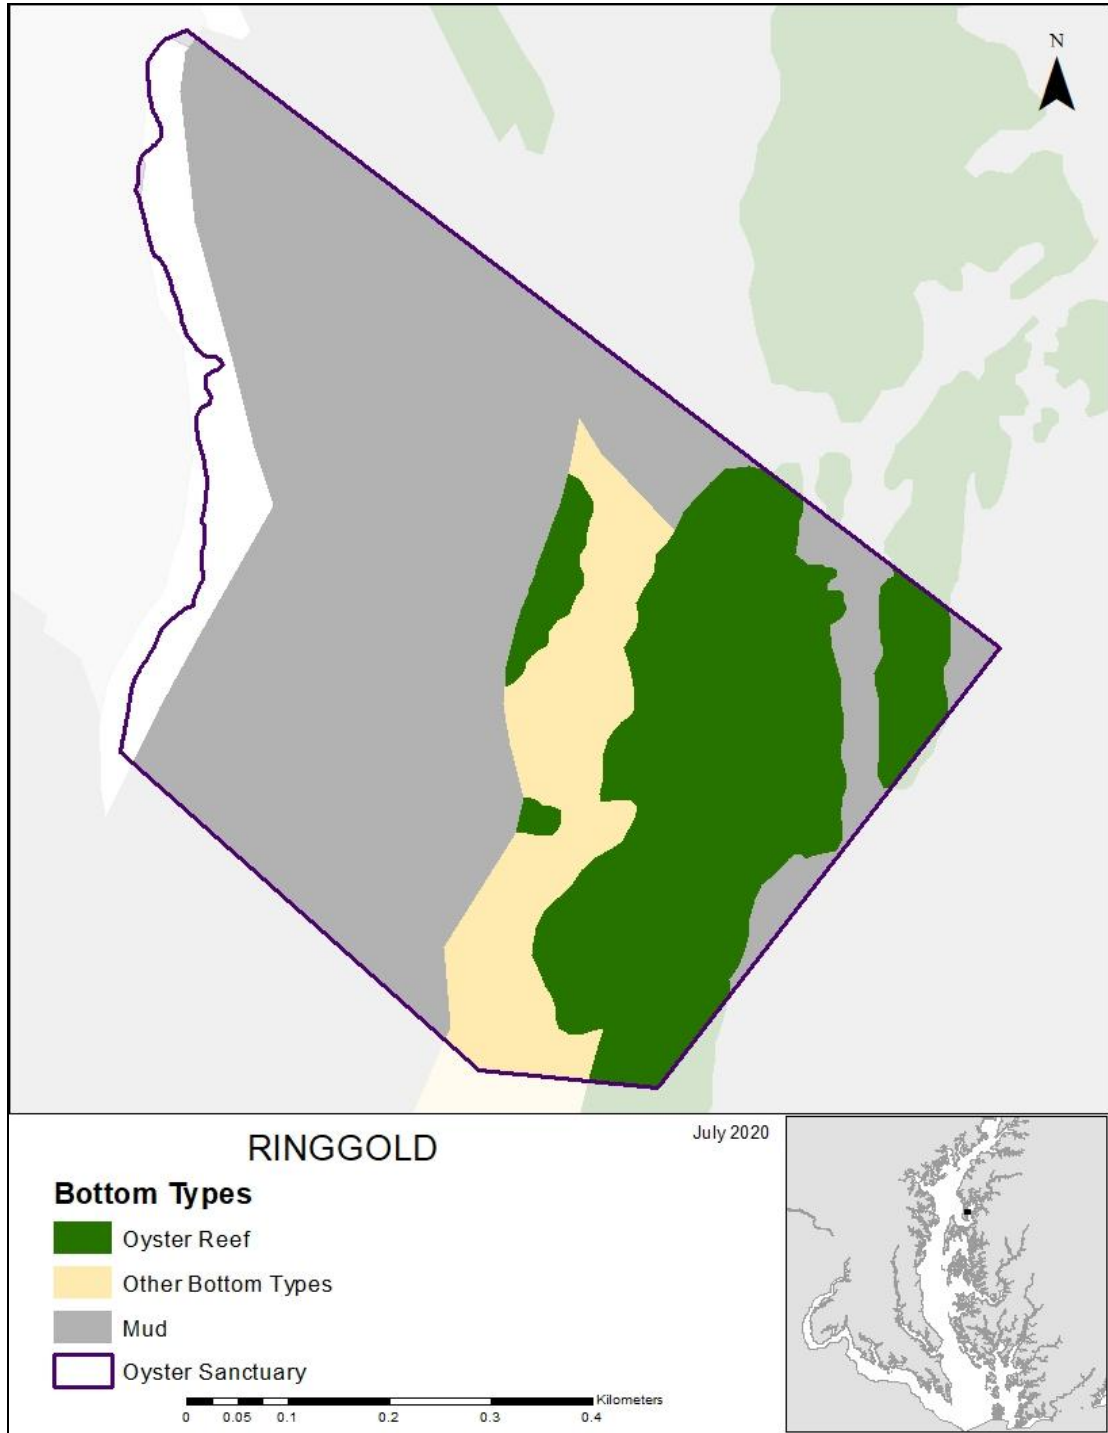 N
RINGGOLD
July 2020
Bottom Types
Oyster Reef
Other Bottom Types
Mud
Oyster Sanctuary
Kilometers
0 0.05 0.1 0.2 0.3 0.4